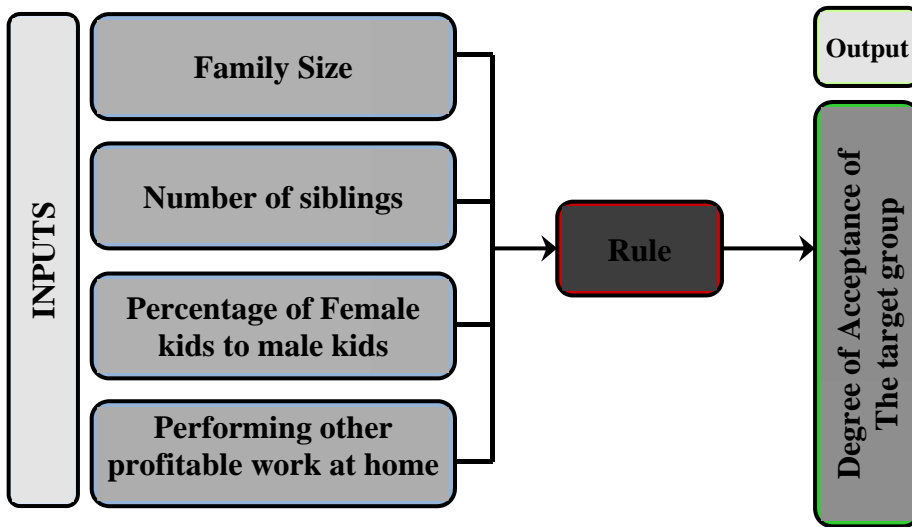 INPUTS
Family Size
Number of siblings
Percentage of Female
kids to male kids
Performing other
profitable work at home
Rule
Output
Degree of Acceptance of
The target group